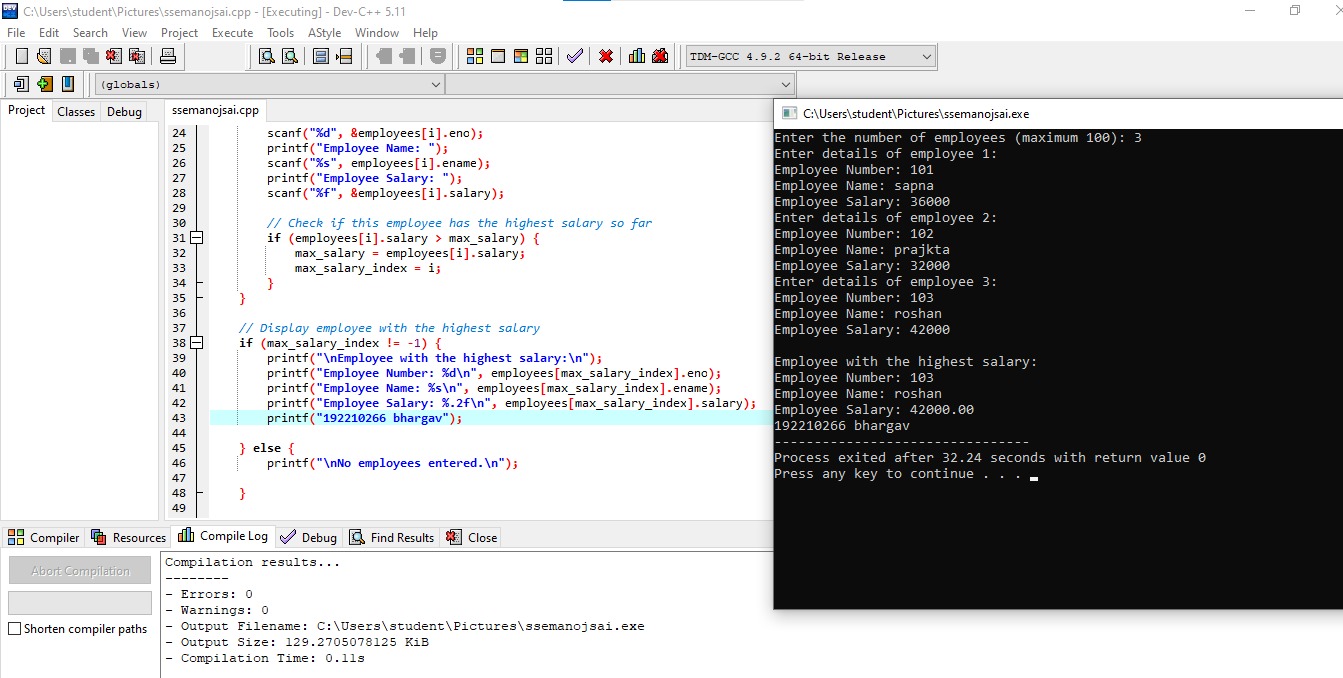 C:\Users\student\Pictures\ssemanojsai.cpp - [Executing] - Dev-C++ 5.11
File Edit Search View Project Execute Tools AStyle Window Help
TDM-GCC 4.9.2 64-bit Release
(globals)
Project Classes Debug
ssemanojsai.cpp
24 scanf("%d", &employees[i].eno);
25 printf("Employee Name: ");
26 scanf("%s", employees[i].ename);
27 printf("Employee Salary: ");
28 scanf("%f", &employees[i].salary);
29
30 // Check if this employee has the highest salary so far
31 if (employees[i].salary > max_salary) {
32 max_salary = employees[i].salary;
33 max_salary_index = i;
34 }
35 }
36
37 // Display employee with the highest salary
38 if (max_salary_index != -1) {
39 printf("\nEmployee with the highest salary:\n");
40 printf("Employee Number: %d\n", employees[max_salary_index].eno);
41 printf("Employee Name: %s\n", employees[max_salary_index].ename);
42 printf("Employee Salary: %.2f\n", employees[max_salary_index].salary);
43 printf("192210266 bhargav");
44
45 } else {
46 printf("\nNo employees entered.\n");
47
48 }
49
C:\Users\student\Pictures\ssemanojsai.exe
Enter the number of employees (maximum 100): 3
Enter details of employee 1:
Employee Number: 101
Employee Name: sapna
Employee Salary: 36000
Enter details of employee 2:
Employee Number: 102
Employee Name: prajkta
Employee Salary: 32000
Enter details of employee 3:
Employee Number: 103
Employee Name: roshan
Employee Salary: 42000
Employee with the highest salary:
Employee Number: 103
Employee Name: roshan
Employee Salary: 42000.00
192210266 bhargav
--------------------------------
Process exited after 32.24 seconds with return value 0
Press any key to continue . . .
Compiler Resources Compile Log Debug Find Results Close
Abort Compilation
Shorten compiler paths
Compilation results...
--------
- Errors: 0
- Warnings: 0
- Output Filename: C:\Users\student\Pictures\ssemanojsai.exe
- Output Size: 129.2705078125 KiB
- Compilation Time: 0.11s